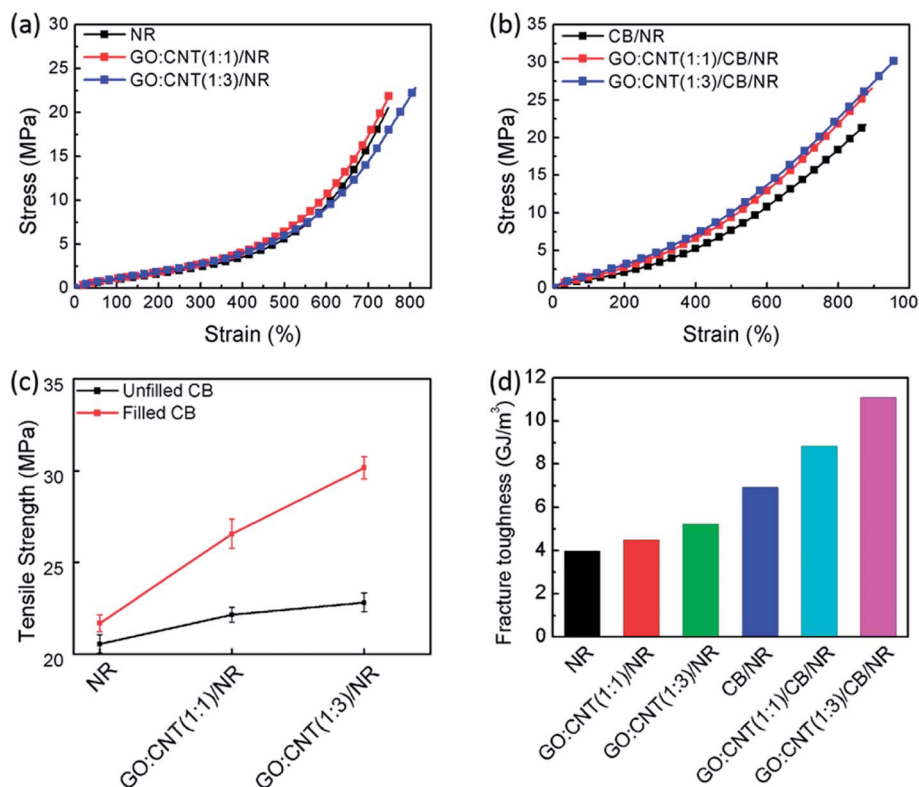 (a)
NR
GO:CNT(1:1)/NR
GO:CNT(1:3)/NR
Stress (MPa)
30
25
20
15
10
5
0
0 100 200 300 400 500 600 700 800
Strain (%)
(b)
CB/NR
GO:CNT(1:1)/CB/NR
GO:CNT(1:3)/CB/NR
Stress (MPa)
35
30
25
20
15
10
5
0
0 200 400 600 800 100
Strain (%)
(c)
Unfilled CB
Filled CB
Tensile Strength (MPa)
35
30
25
20
NR
GO:CNT(1:1)/NR
GO:CNT(1:3)/NR
(d)
Fracture toughness (GJ/m³)
12
10
8
6
4
2
0
NR
GO:CNT(1:1)/NR
GO:CNT(1:3)/NR
CB/NR
GO:CNT(1:1)/CB/NR
GO:CNT(1:3)/CB/NR